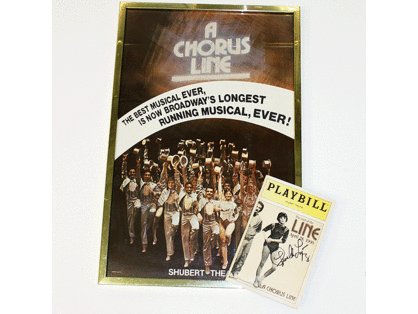 A
CHORUS
LINE
THE BEST MUSICAL EVER,
IS NOW BROADWAY'S LONGEST
RUNNING MUSICAL, EVER!
SHUBERT THE
PLAYBILL
LINE
A CHORUS LINE